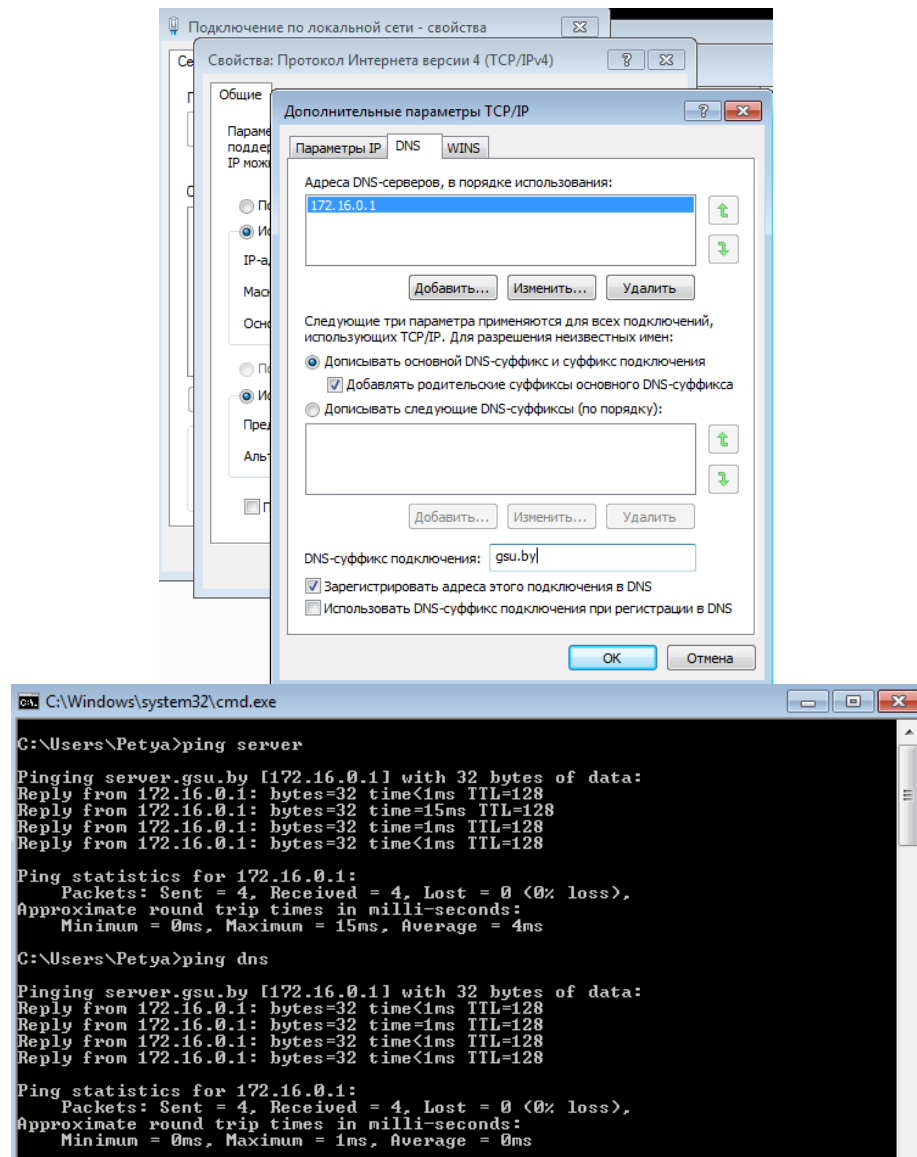 Подключение по локальной сети - свойства
Се
Свойства: Протокол Интернета версии 4 (TCP/IPv4)
Общие
Параме
поддер
IP можн
IP-а
Маск
Осно
Пред
Альт
Дополнительные параметры TCP/IP
Параметры IP DNS WINS
Адреса DNS-серверов, в порядке использования:
172.16.0.1
Добавить... Изменить... Удалить
Следующие три параметра применяются для всех подключений,
использующих TCP/IP. Для разрешения неизвестных имен:
Дописывать основной DNS-суффикс и суффикс подключения
Добавлять родительские суффиксы основного DNS-суффикса
Дописывать следующие DNS-суффиксы (по порядку):
Добавить... Изменить... Удалить
DNS-суффикс подключения: gsu.by
Зарегистрировать адреса этого подключения в DNS
Использовать DNS-суффикс подключения при регистрации в DNS
OK Отмена
C:\Windows\system32\cmd.exe
C:\Users\Petya>ping server
Pinging server.gsu.by [172.16.0.1] with 32 bytes of data:
Reply from 172.16.0.1: bytes=32 time<1ms TTL=128
Reply from 172.16.0.1: bytes=32 time=15ms TTL=128
Reply from 172.16.0.1: bytes=32 time=1ms TTL=128
Reply from 172.16.0.1: bytes=32 time<1ms TTL=128
Ping statistics for 172.16.0.1:
Packets: Sent = 4, Received = 4, Lost = 0 (0% loss),
Approximate round trip times in milli-seconds:
Minimum = 0ms, Maximum = 15ms, Average = 4ms
C:\Users\Petya>ping dns
Pinging server.gsu.by [172.16.0.1] with 32 bytes of data:
Reply from 172.16.0.1: bytes=32 time<1ms TTL=128
Reply from 172.16.0.1: bytes=32 time=1ms TTL=128
Reply from 172.16.0.1: bytes=32 time<1ms TTL=128
Reply from 172.16.0.1: bytes=32 time<1ms TTL=128
Ping statistics for 172.16.0.1:
Packets: Sent = 4, Received = 4, Lost = 0 (0% loss),
Approximate round trip times in milli-seconds:
Minimum = 0ms, Maximum = 1ms, Average = 0ms